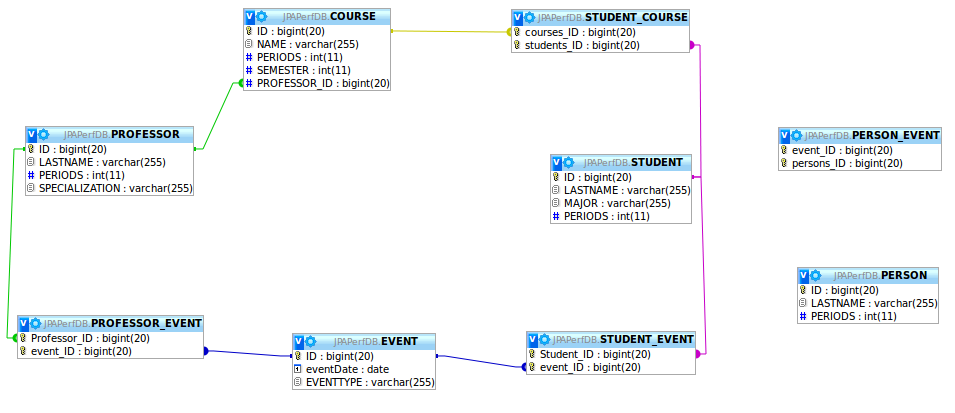 JPAPerfDB.COURSE
ID : bigint(20)
NAME : varchar(255)
PERIODS : int(11)
SEMESTER : int(11)
PROFESSOR_ID : bigint(20)
JPAPerfDB.STUDENT_COURSE
courses_ID : bigint(20)
students_ID : bigint(20)
JPAPerfDB.PROFESSOR
ID : bigint(20)
LASTNAME : varchar(255)
PERIODS : int(11)
SPECIALIZATION : varchar(255)
JPAPerfDB.STUDENT
ID : bigint(20)
LASTNAME : varchar(255)
MAJOR : varchar(255)
PERIODS : int(11)
JPAPerfDB.PERSON_EVENT
event_ID : bigint(20)
persons_ID : bigint(20)
JPAPerfDB.PERSON
ID : bigint(20)
LASTNAME : varchar(255)
PERIODS : int(11)
JPAPerfDB.PROFESSOR_EVENT
Professor_ID : bigint(20)
event_ID : bigint(20)
JPAPerfDB.EVENT
ID : bigint(20)
eventDate : date
EVENTTYPE : varchar(255)
JPAPerfDB.STUDENT_EVENT
Student_ID : bigint(20)
event_ID : bigint(20)